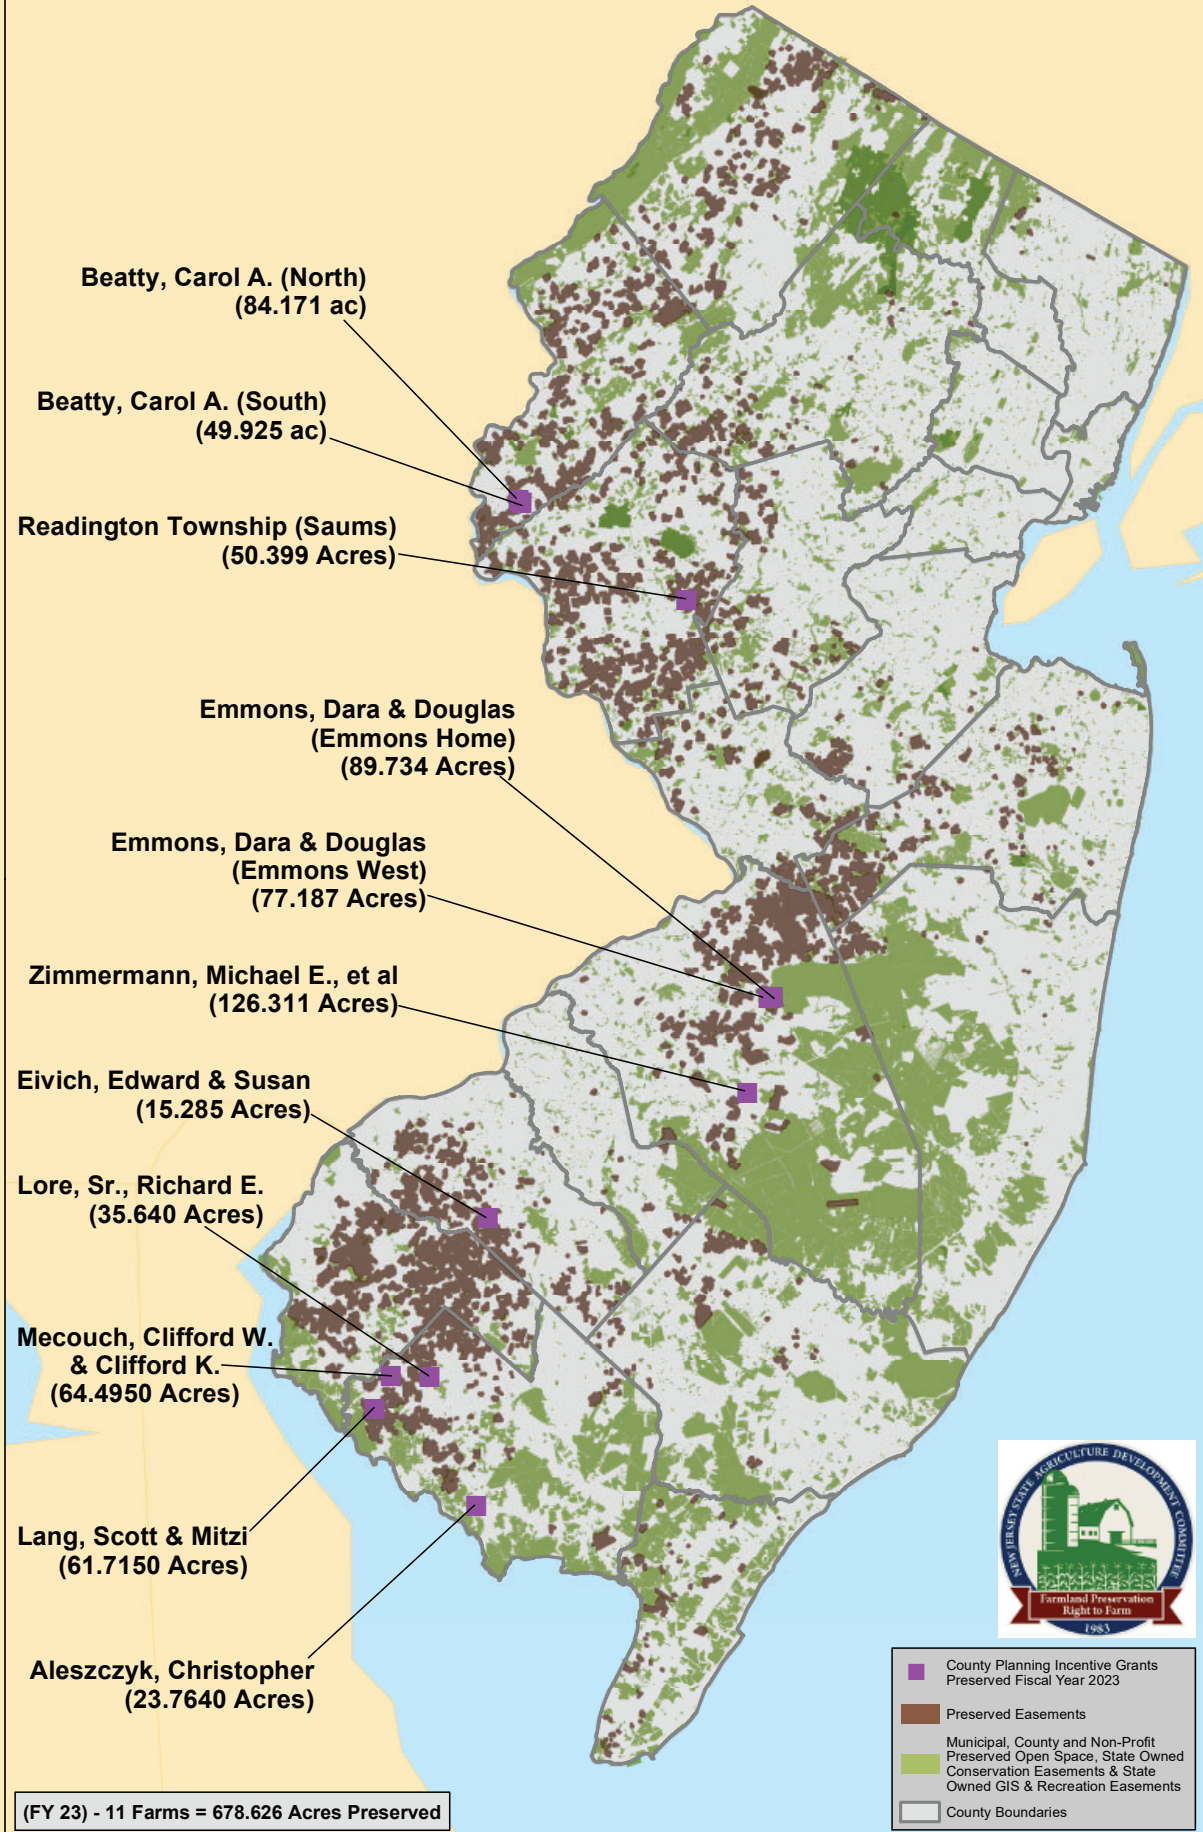 Beatty, Carol A. (North)
(84.171 ac)
Beatty, Carol A. (South)
(49.925 ac)
Readington Township (Saums)
(50.399 Acres)
Emmons, Dara & Douglas
(Emmons Home)
(89.734 Acres)
Emmons, Dara & Douglas
(Emmons West)
(77.187 Acres)
Zimmermann, Michael E., et al
(126.311 Acres)
Eivich, Edward & Susan
(15.285 Acres)
Lore, Sr., Richard E.
(35.640 Acres)
Mecouch, Clifford W.
& Clifford K.
(64.4950 Acres)
Lang, Scott & Mitzi
(61.7150 Acres)
Aleszczyk, Christopher
(23.7640 Acres)
(FY 23) - 11 Farms = 678.626 Acres Preserved
NEW JERSEY STATE AGRICULTURE DEVELOPMENT COMMITTEE
Farmland Preservation
Right to Farm
1983
County Planning Incentive Grants
Preserved Fiscal Year 2023
Preserved Easements
Municipal, County and Non-Profit
Preserved Open Space, State Owned
Conservation Easements & State
Owned GIS & Recreation Easements
County Boundaries